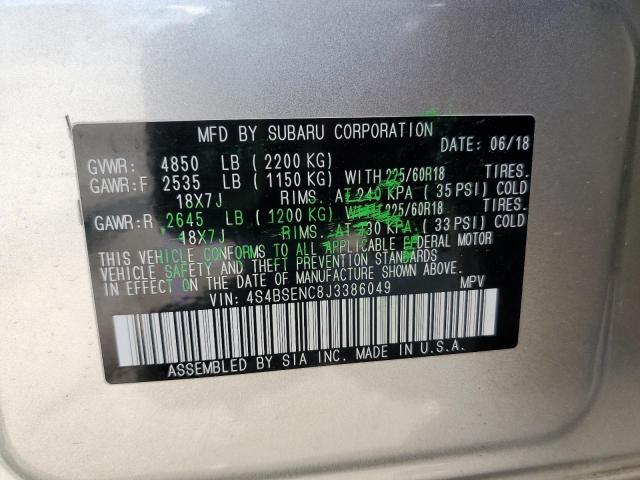 MFD BY SUBARU CORPORATION
DATE: 06/18
GVWR: 4850 LB (2200 KG)
GAWR:F 2535 LB (1150 KG) WITH 225/60R18 TIRES.
18X7J RIMS. AT 240 KPA (35 PSI) COLD
GAWR:R 2645 LB (1200 KG) WITH 225/60R18 TIRES.
18X7J RIMS. AT 230 KPA (33 PSI) COLD
THIS VEHICLE CONFORMS TO ALL APPLICABLE FEDERAL MOTOR
VEHICLE SAFETY AND THEFT PREVENTION STANDARDS
IN EFFECT ON THE DATE OF MANUFACTURE SHOWN ABOVE.
VIN: 4S4BSENC8J3386049 MPV
ASSEMBLED BY SIA INC. MADE IN U.S.A.